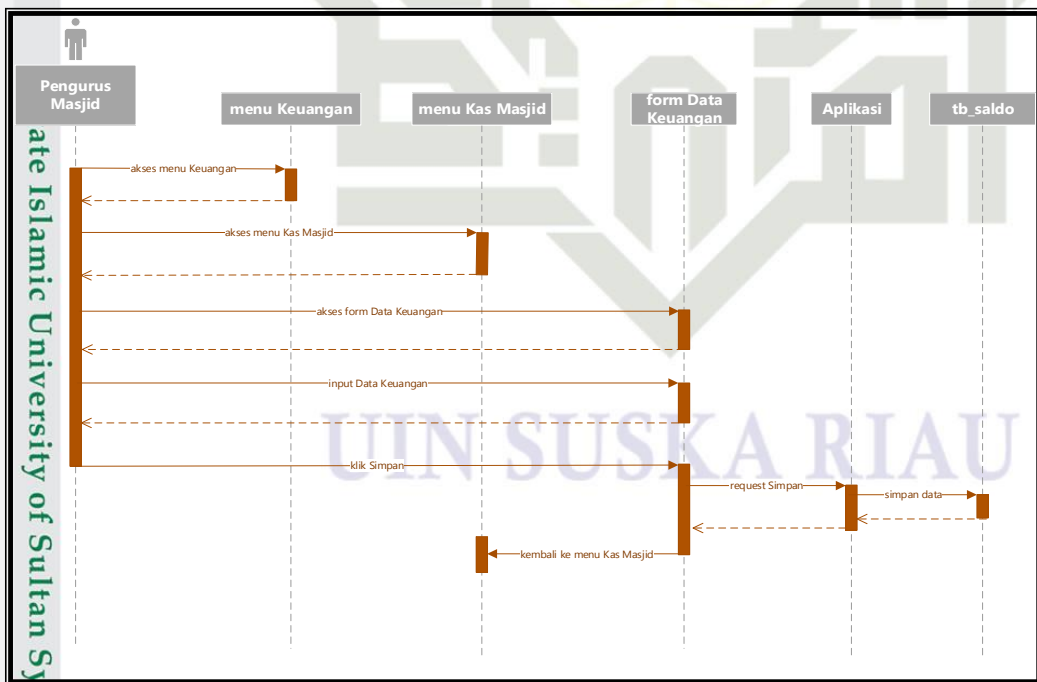 Pengurus
Masjid
menu Keuangan
menu Kas Masjid
form Data
Keuangan
Aplikasi
tb_saldo
akses menu Keuangan
akses menu Kas Masjid
akses form Data Keuangan
input Data Keuangan
klik Simpan
request Simpan
simpan data
kembali ke menu Kas Masjid
UIN SUSKA RIAU
ate Islamic University of Sultan Sy